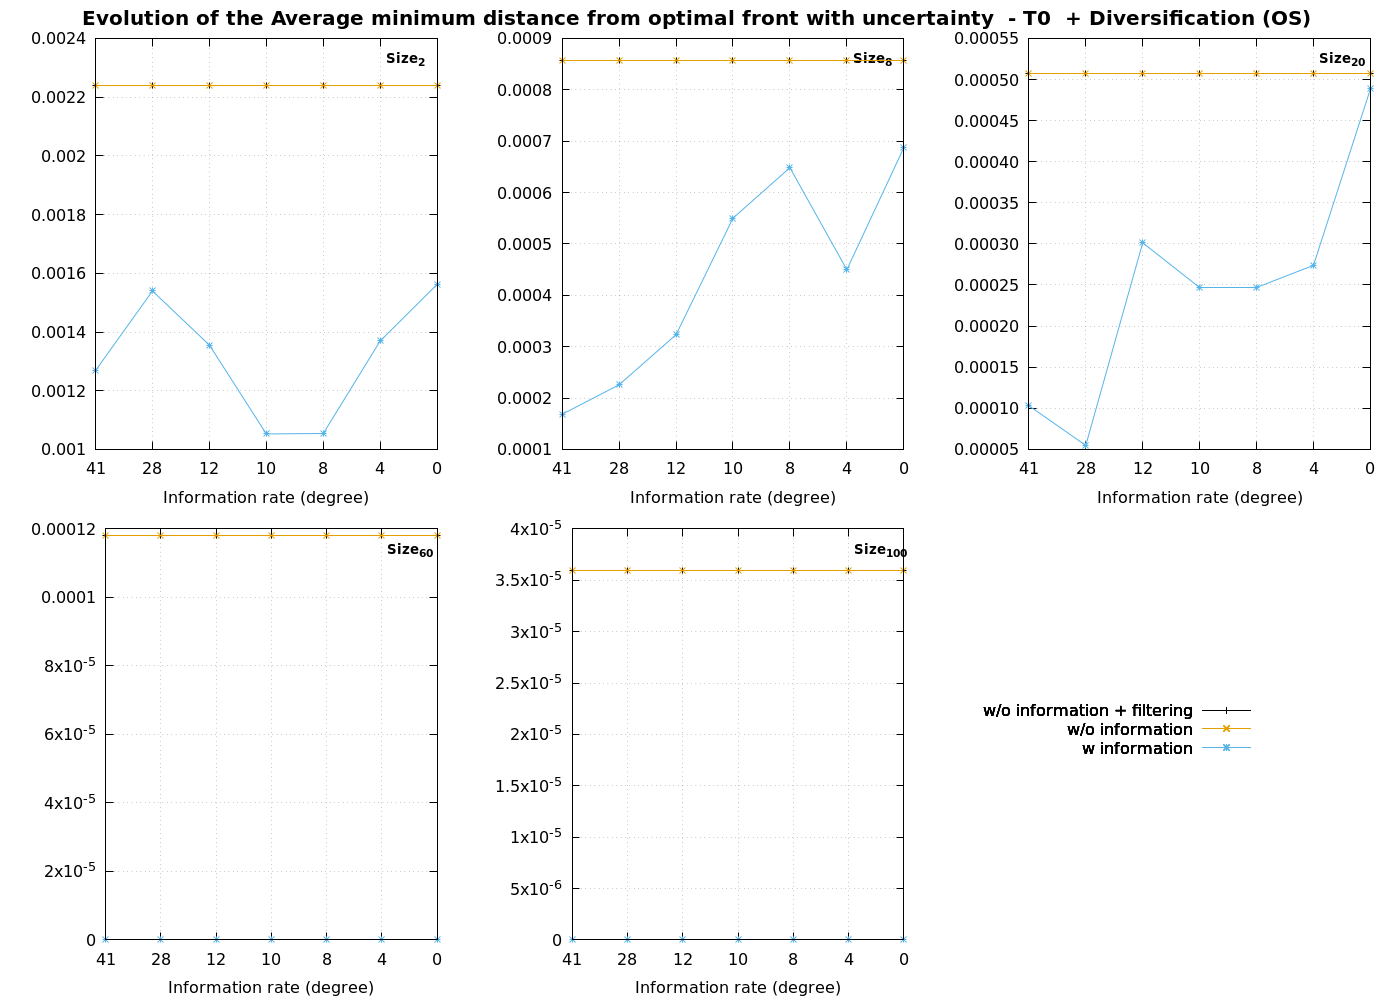 Evolution of the Average minimum distance from optimal front with uncertainty - T0 + Diversification (OS)
Size2
0.0024
0.0022
0.002
0.0018
0.0016
0.0014
0.0012
0.001
41 28 12 10 8 4 0
Information rate (degree)
Size8
0.0009
0.0008
0.0007
0.0006
0.0005
0.0004
0.0003
0.0002
0.0001
41 28 12 10 8 4 0
Information rate (degree)
Size20
0.00055
0.00050
0.00045
0.00040
0.00035
0.00030
0.00025
0.00020
0.00015
0.00010
0.00005
41 28 12 10 8 4 0
Information rate (degree)
Size60
0.00012
0.0001
8x10-5
6x10-5
4x10-5
2x10-5
0
41 28 12 10 8 4 0
Information rate (degree)
Size100
4x10-5
3.5x10-5
3x10-5
2.5x10-5
2x10-5
1.5x10-5
1x10-5
5x10-6
0
41 28 12 10 8 4 0
Information rate (degree)
w/o information + filtering
w/o information
w information